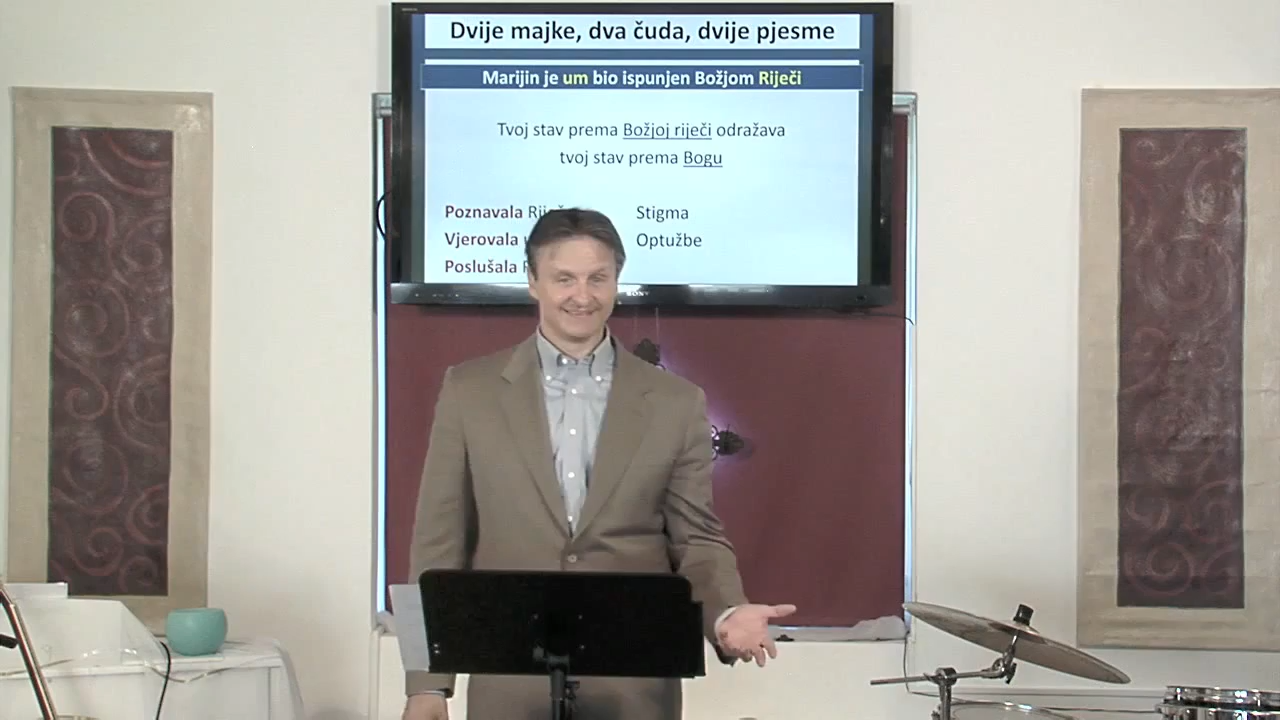 Dvije majke, dva čuda, dvije pjesme
Marijin je um bio ispunjen Božjom Riječi
Tvoj stav prema Božjoj riječi odražava
tvoj stav prema Bogu
Poznavala Stigma
Vjerovala Optužbe
Poslušala
SONY